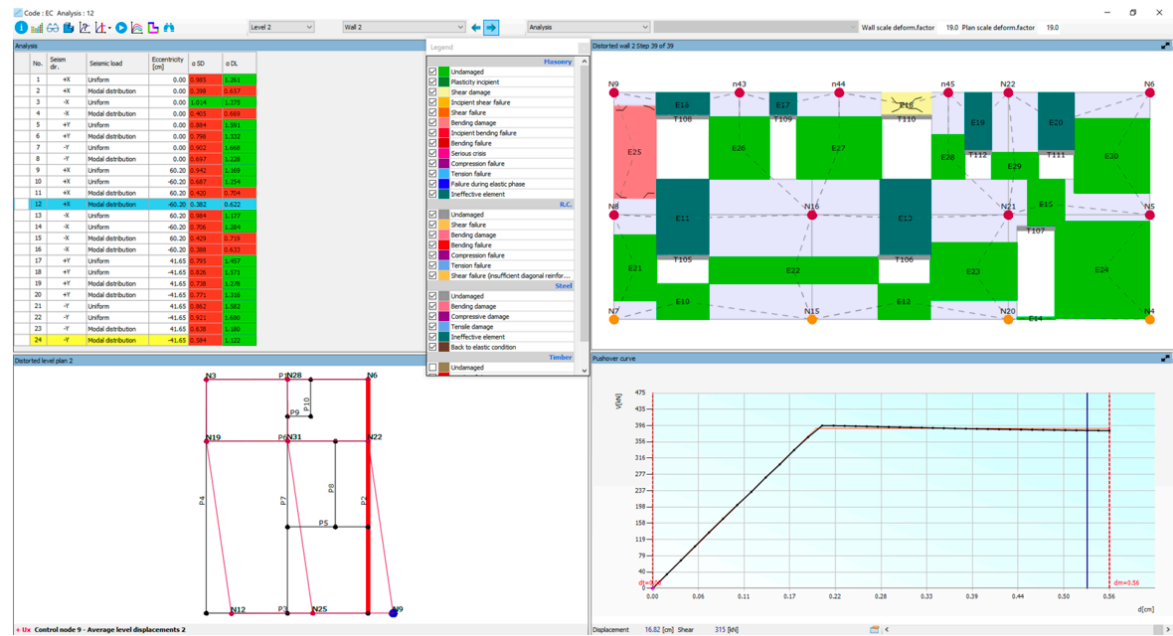 Code : EC Analysis : 12
Level 2 Wall 2 Analysis Wall scale deform.factor 19.0 Plan scale deform.factor 19.0
Analysis
No. Seism dir. Seismic load Eccentricity [cm] α SD α DL
1 +X Uniform 0.00 0.985 1.261
2 +X Modal distribution 0.00 0.398 0.657
3 -X Uniform 0.00 1.014 1.275
4 -X Modal distribution 0.00 0.405 0.669
5 +Y Uniform 0.00 0.884 1.591
6 +Y Modal distribution 0.00 0.798 1.332
7 -Y Uniform 0.00 0.902 1.666
8 -Y Modal distribution 0.00 0.697 1.228
9 +X Uniform 60.20 0.942 1.169
10 +X Uniform -60.20 0.687 1.254
11 +X Modal distribution 60.20 0.420 0.704
12 +X Modal distribution -60.20 0.382 0.622
13 -X Uniform 60.20 0.984 1.177
14 -X Uniform -60.20 0.706 1.284
15 -X Modal distribution 60.20 0.429 0.716
16 -X Modal distribution -60.20 0.388 0.633
17 +Y Uniform 41.65 0.793 1.457
18 +Y Uniform -41.65 0.826 1.571
19 +Y Modal distribution 41.65 0.738 1.278
20 +Y Modal distribution -41.65 0.771 1.316
21 -Y Uniform 41.65 0.862 1.582
22 -Y Uniform -41.65 0.921 1.680
23 -Y Modal distribution 41.65 0.638 1.180
24 -Y Modal distribution -41.65 0.584 1.122
Legend
Masonry
Undamaged
Plasticity incipient
Shear damage
Incipient shear failure
Shear failure
Bending damage
Incipient bending failure
Bending failure
Serious crisis
Compression failure
Tension failure
Failure during elastic phase
Ineffective element
R.C.
Undamaged
Shear failure
Bending damage
Bending failure
Compression failure
Tension failure
Shear failure (insufficient diagonal reinfor...
Steel
Undamaged
Bending damage
Compressive damage
Tensile damage
Ineffective element
Back to elastic condition
Timber
Undamaged
Distorted wall 2 Step 39 of 39
N9 n43 n44 n45 N22 N6
E16 E17 E18
T108 T109 T110 E19 E20
E25 E26 E27 E28 T112 T111 E30
E29
N8 N16 N21 E15 N5
E11 E13
T107
T105 T106
E21 E22 E23 E24
E10 E12
N7 N15 N20 E14 N4
Distorted level plan 2
N3 P1 N28 N6
P10
P9
N19 P6 N31 N22
P4 P7 P8 P2
P5
N12 P3 N25 N9
+ Ux Control node 9 - Average level displacements 2
Pushover curve
V[kN]
475
435
396
356
316
277
237
198
158
119
79
40
dm=0.56
0.00 0.06 0.11 0.17 0.22 0.28 0.33 0.39 0.44 0.50 0.56
d[cm]
Displacement 16.82 [cm] Shear 315 [kN] <